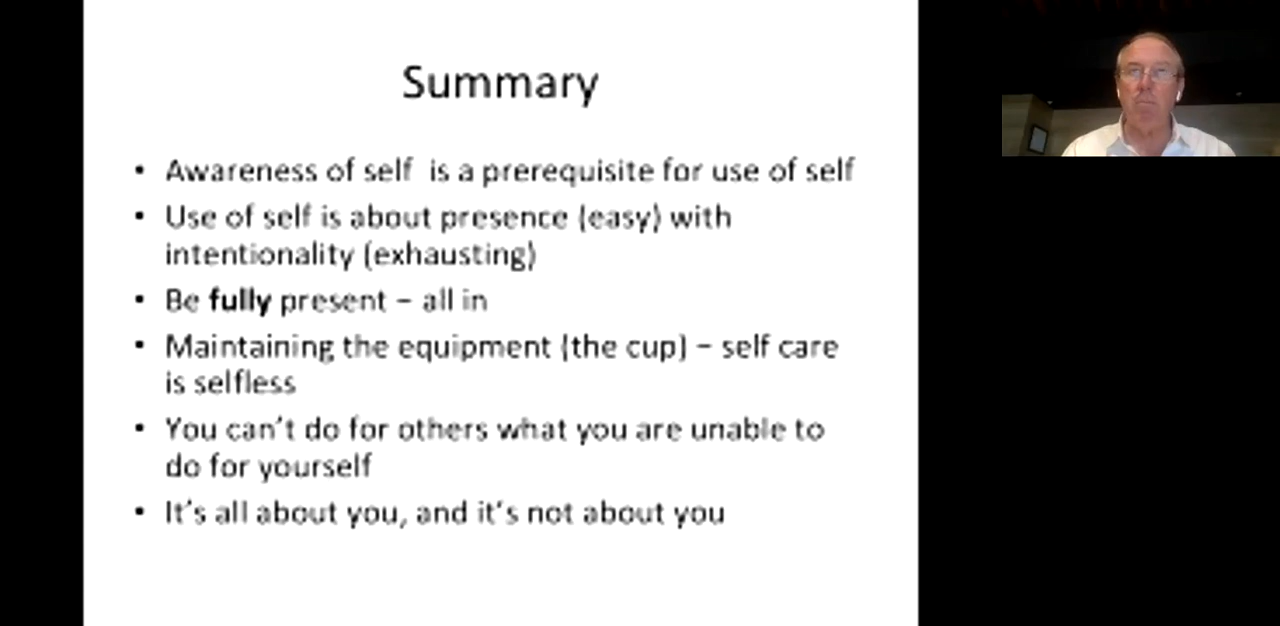 Summary
• Awareness of self  is a prerequisite for use of self
• Use of self is about presence (easy) with
intentionality (exhausting)
• Be fully present – all in
• Maintaining the equipment (the cup) – self care
is selfless
• You can’t do for others what you are unable to
do for yourself
• It’s all about you, and it’s not about you